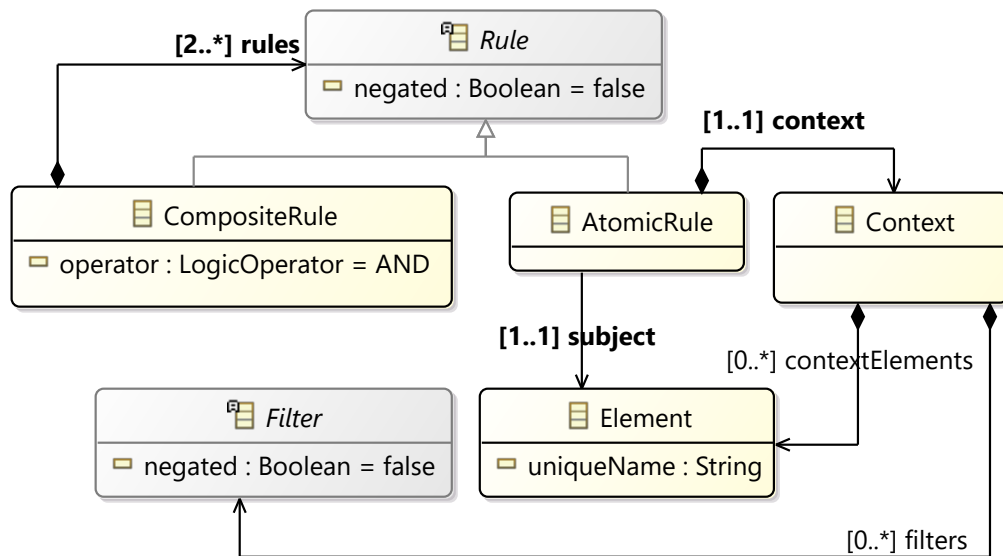 Rule
[2..*] rules
negated : Boolean = false
[1..1] context
CompositeRule
AtomicRule
Context
operator : LogicOperator = AND
[1..1] subject
[0..*] contextElements
Filter
Element
negated : Boolean = false
uniqueName : String
[0..*] filters